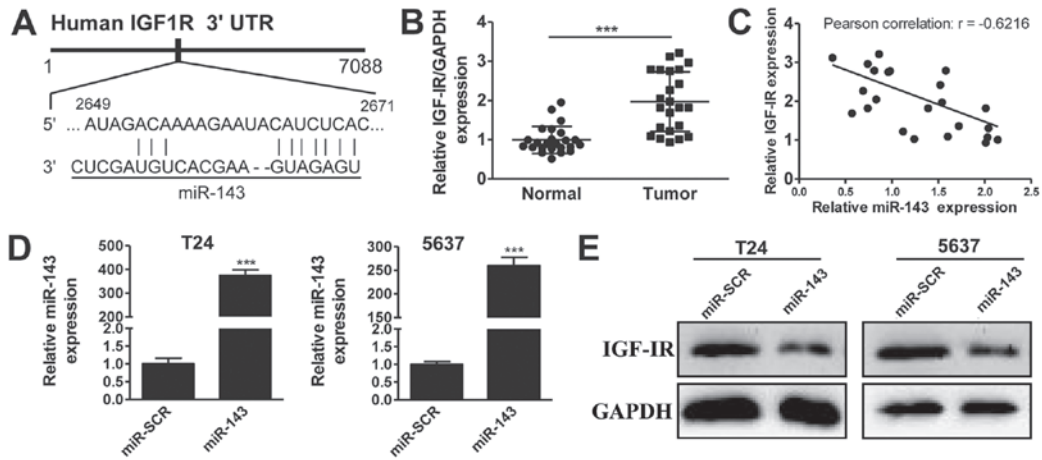 A
Human IGF1R 3' UTR
1
7088
2649
2671
5' ... AUAGACAAAAGAAUACAUCUCAC...
3' CUCGAUGUCACGAA - -GUAGAGU
miR-143
B
Relative IGF-IR/GAPDH
expression
4
3
2
1
0
***
Normal
Tumor
C
Pearson correlation: r = -0.6216
Relative IGF-IR expression
4
3
2
1
0
0.0
0.5
1.0
1.5
2.0
2.5
Relative miR-143 expression
D
T24
Relative miR-143
expression
500
400
300
200
100
2.0
1.5
1.0
0.5
0.0
***
miR-SCR
miR-143
5637
Relative miR-143
expression
300
250
200
150
100
50
2.0
1.5
1.0
0.5
0.0
***
miR-SCR
miR-143
E
T24
5637
miR-SCR
miR-143
miR-SCR
miR-143
IGF-IR
GAPDH